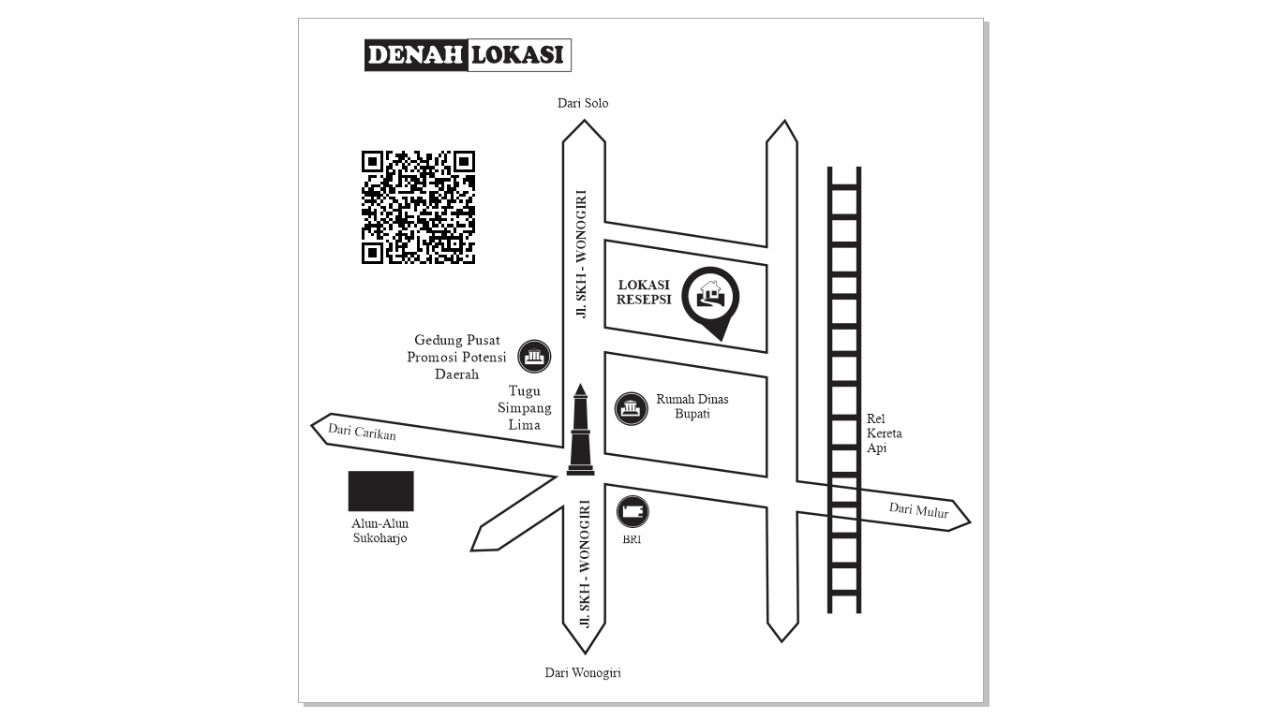 DENAH LOKASI
Dari Solo
Jl. SKH - WONOGIRI
LOKASI
RESEPSI
Gedung Pusat
Promosi Potensi
Daerah
Tugu
Simpang
Lima
Rumah Dinas
Bupati
Rel
Kereta
Api
Dari Carikan
Alun-Alun
Sukoharjo
BRI
Dari Mulur
Jl. SKH - WONOGIRI
Dari Wonogiri